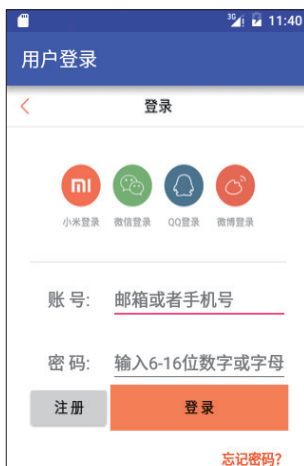 3G 11:40
用户登录
登录
mi
小米登录 微信登录 QQ登录 微博登录
账 号: 邮箱或者手机号
密 码: 输入6-16位数字或字母
注 册 登 录
忘记密码?